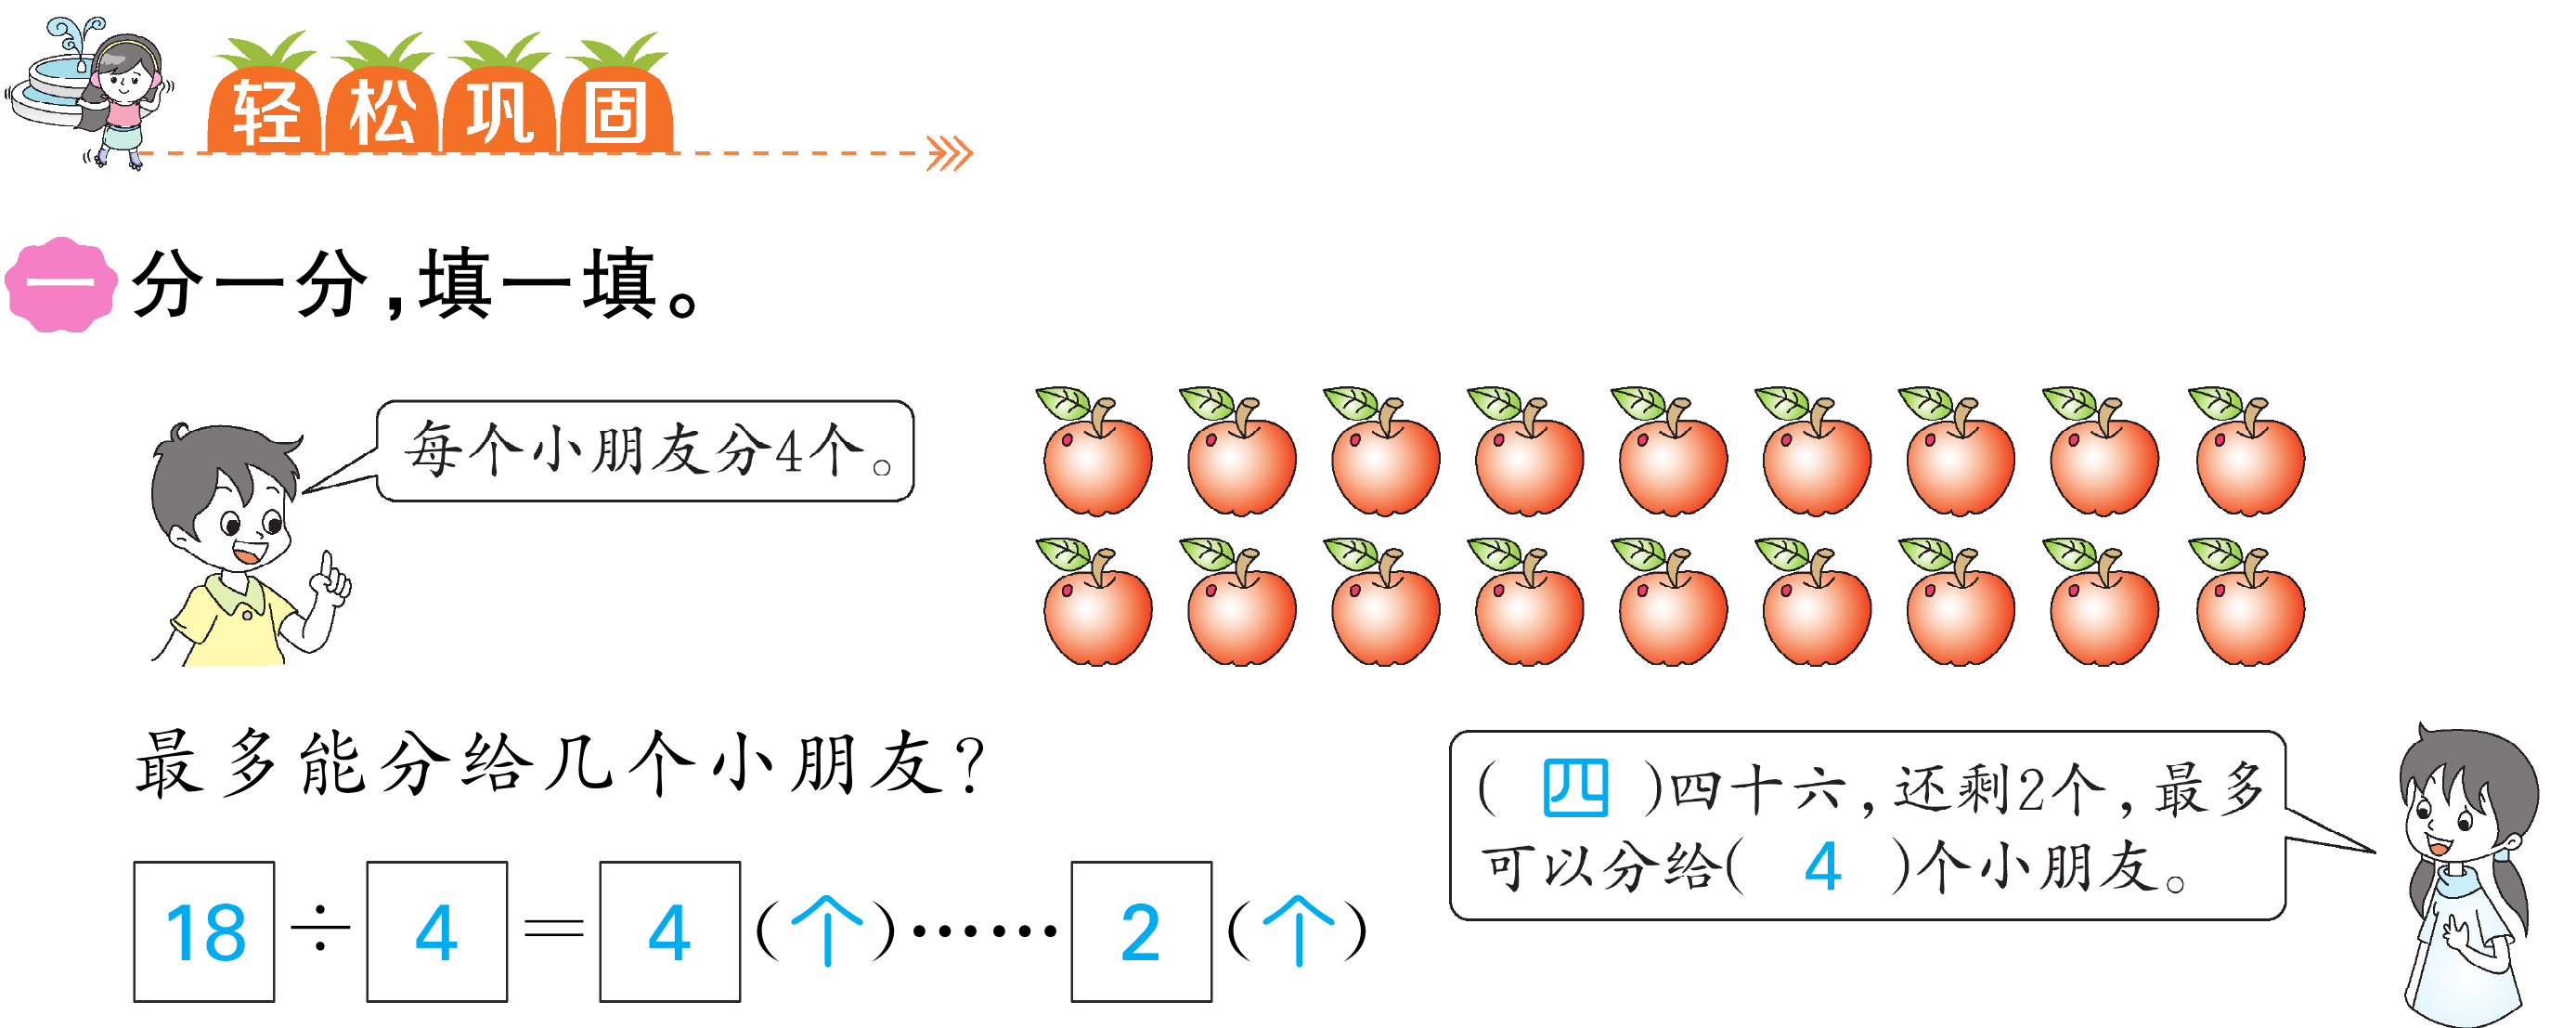 轻松巩固
一 分一分,填一填。
每个小朋友分4个。
最多能分给几个小朋友?
(四)四十六,还剩2个,最多
可以分给(4)个小朋友。
18÷4=4(个)……2(个)